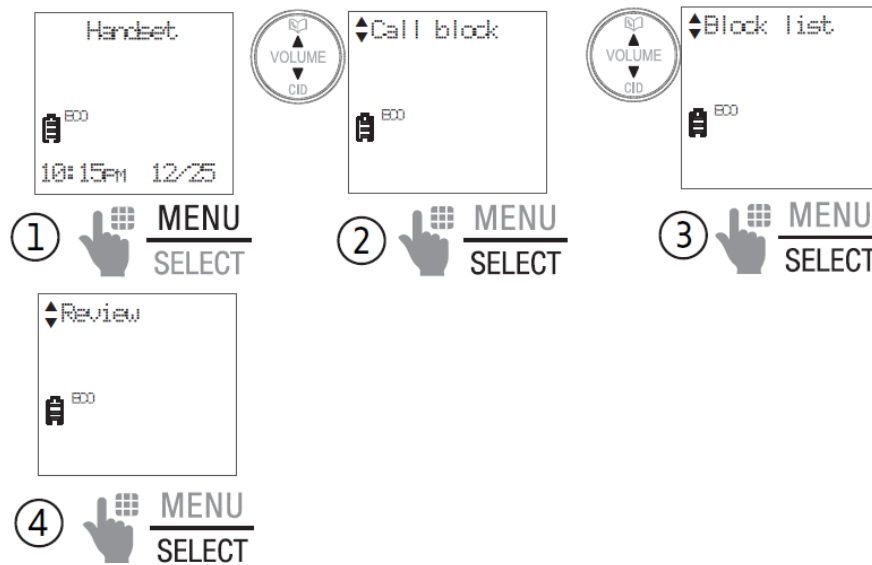 Handset
ECO
10:15PM 12/25
1
MENU
SELECT
VOLUME
CID
Call block
ECO
2
MENU
SELECT
VOLUME
CID
Block list
ECO
3
MENU
SELECT
Review
ECO
4
MENU
SELECT